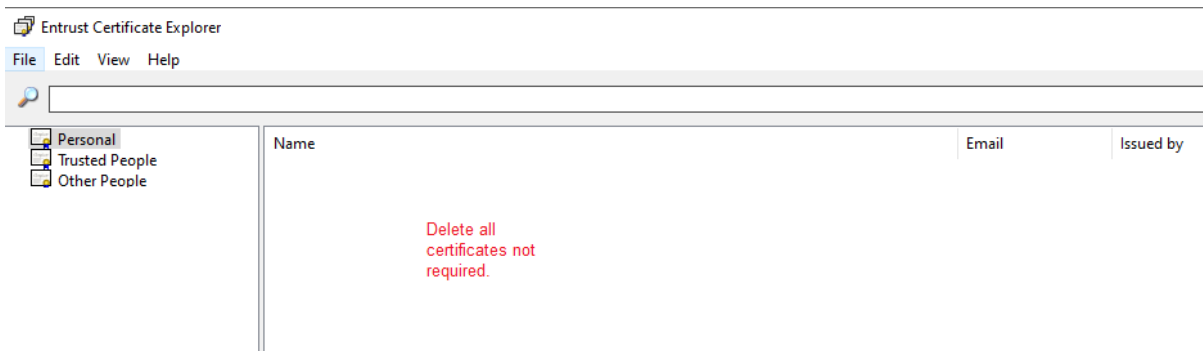 Entrust Certificate Explorer
File Edit View Help
Personal
Trusted People
Other People
Name Email Issued by
Delete all
certificates not
required.